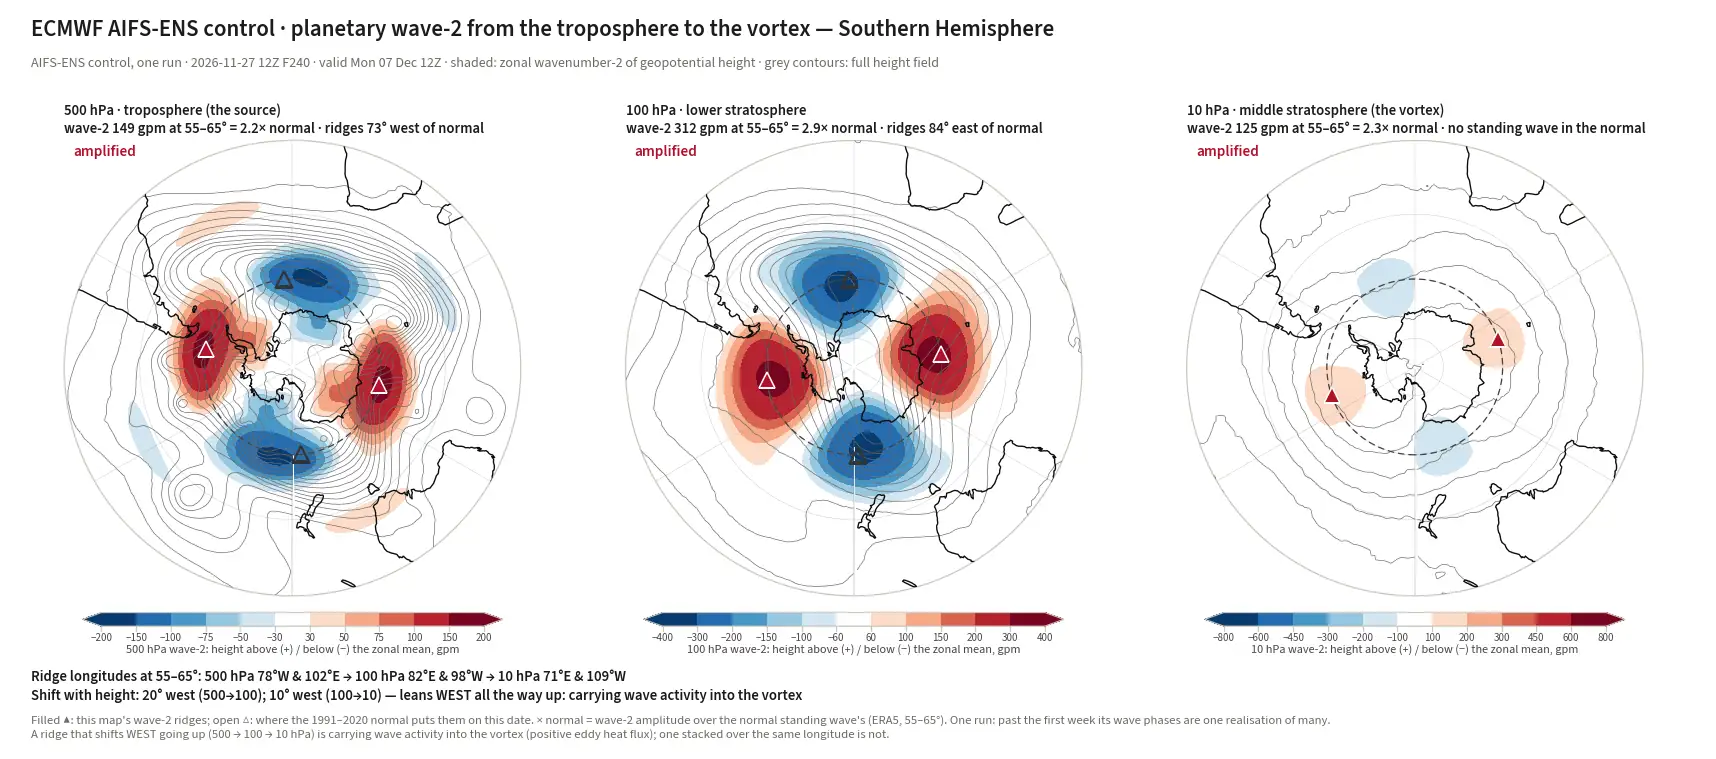 ECMWF AIFS-ENS control · planetary wave-2 from the troposphere to the vortex — Southern Hemisphere
AIFS-ENS control, one run · 2026-11-27 12Z F240 · valid Mon 07 Dec 12Z · shaded: zonal wavenumber-2 of geopotential height · grey contours: full height field
500 hPa · troposphere (the source)
wave-2 149 gpm at 55–65° = 2.2× normal · ridges 73° west of normal
amplified
100 hPa · lower stratosphere
wave-2 312 gpm at 55–65° = 2.9× normal · ridges 84° east of normal
amplified
10 hPa · middle stratosphere (the vortex)
wave-2 125 gpm at 55–65° = 2.3× normal · no standing wave in the normal
amplified
−200 −150 −100 −75 −50 −30 30 50 75 100 150 200
500 hPa wave-2: height above (+) / below (−) the zonal mean, gpm
−400 −300 −200 −150 −100 −60 60 100 150 200 300 400
100 hPa wave-2: height above (+) / below (−) the zonal mean, gpm
−800 −600 −450 −300 −200 −100 100 200 300 450 600 800
10 hPa wave-2: height above (+) / below (−) the zonal mean, gpm
Ridge longitudes at 55–65°: 500 hPa 78°W & 102°E → 100 hPa 82°E & 98°W → 10 hPa 71°E & 109°W
Shift with height: 20° west (500→100); 10° west (100→10) — leans WEST all the way up: carrying wave activity into the vortex
Filled ▲: this map's wave-2 ridges; open △: where the 1991–2020 normal puts them on this date. × normal = wave-2 amplitude over the normal standing wave's (ERA5, 55–65°). One run: past the first week its wave phases are one realisation of many.
A ridge that shifts WEST going up (500 → 100 → 10 hPa) is carrying wave activity into the vortex (positive eddy heat flux); one stacked over the same longitude is not.